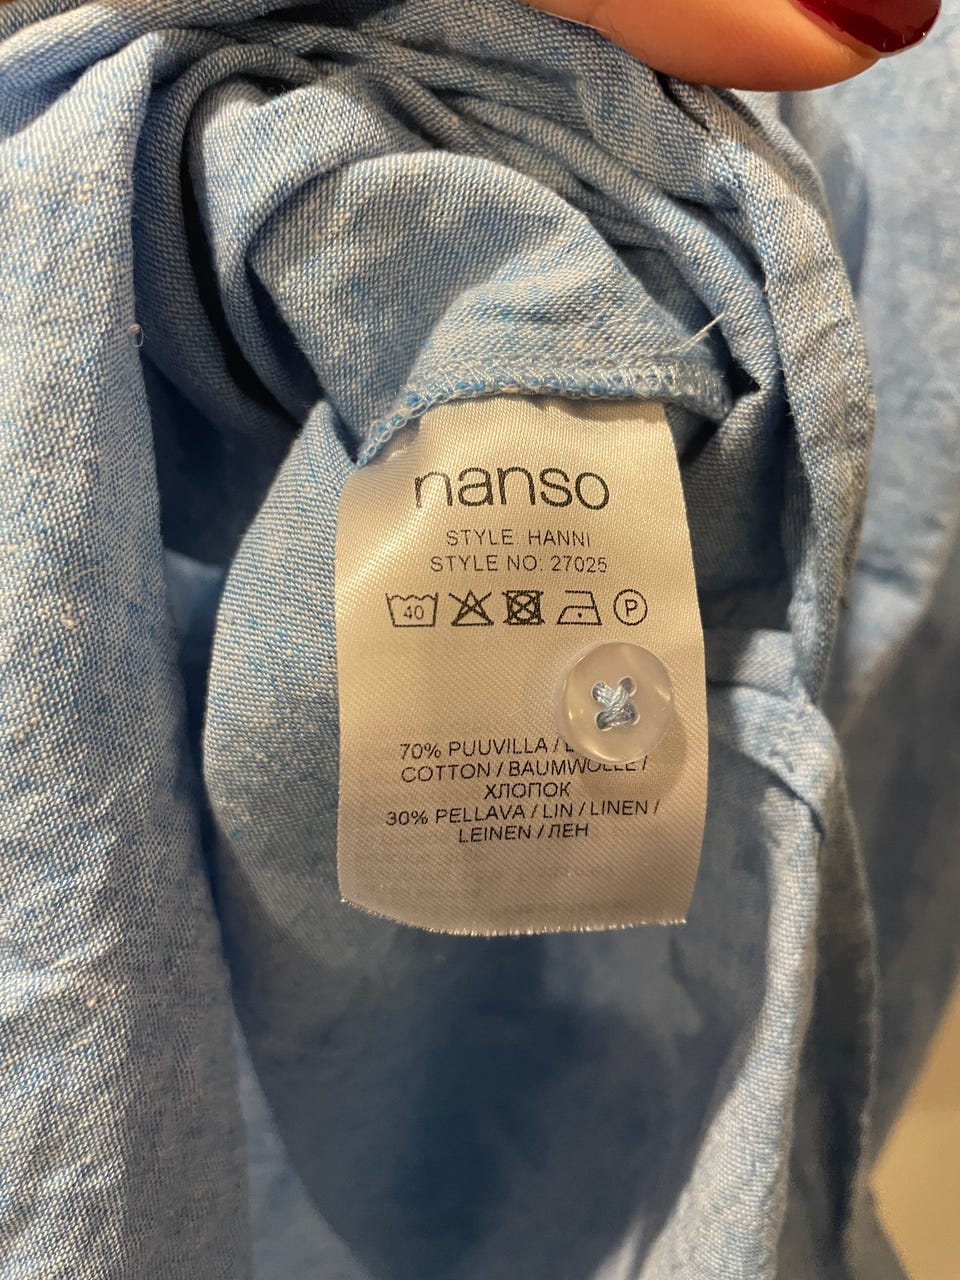 nanso
STYLE: HANNI
STYLE NO: 27025
40 P
70% PUUVILLA /
COTTON / BAUMWOLLE /
ХЛОПОК
30% PELLAVA / LIN / LINEN /
LEINEN / ЛЕН